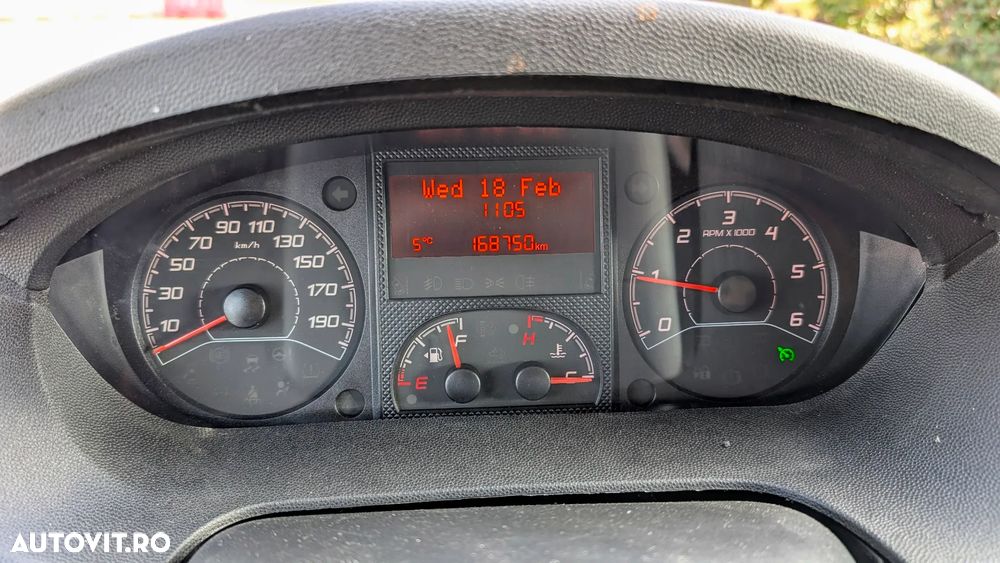 Wed 18 Feb
1105
5°C 168750km
10 30 50 70 90 110 130 150 170 190
km/h
E F
H C
0 1 2 3 4 5 6
RPM X 1000
AUTOVIT.RO